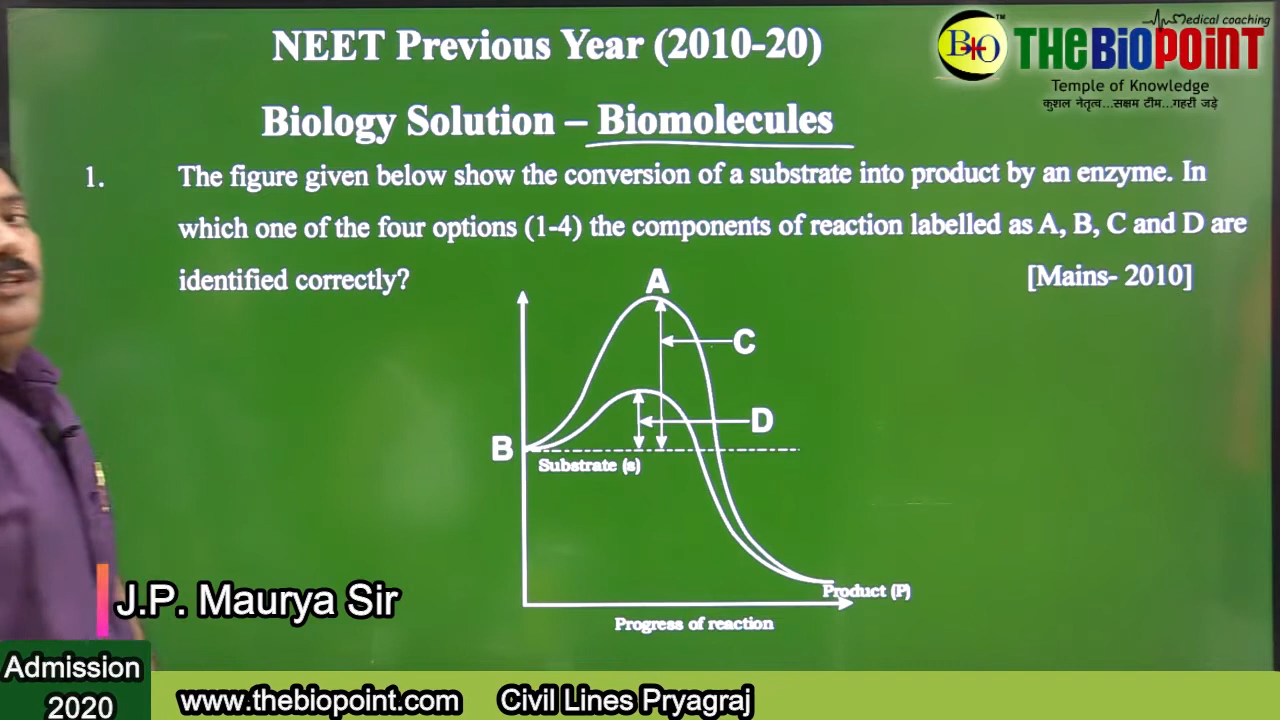 NEET Previous Year (2010-20)
Medical coaching
BIO
TM
THEBiOPOiNT
Temple of Knowledge
कुशल नेतृत्व...सक्षम टीम...गहरी जड़े
Biology Solution – Biomolecules
1. The figure given below show the conversion of a substrate into product by an enzyme. In
which one of the four options (1-4) the components of reaction labelled as A, B, C and D are
identified correctly? [Mains- 2010]
A
C
D
B
Substrate (s)
Product (P)
Progress of reaction
J.P. Maurya Sir
Admission
2020
www.thebiopoint.com Civil Lines Pryagraj